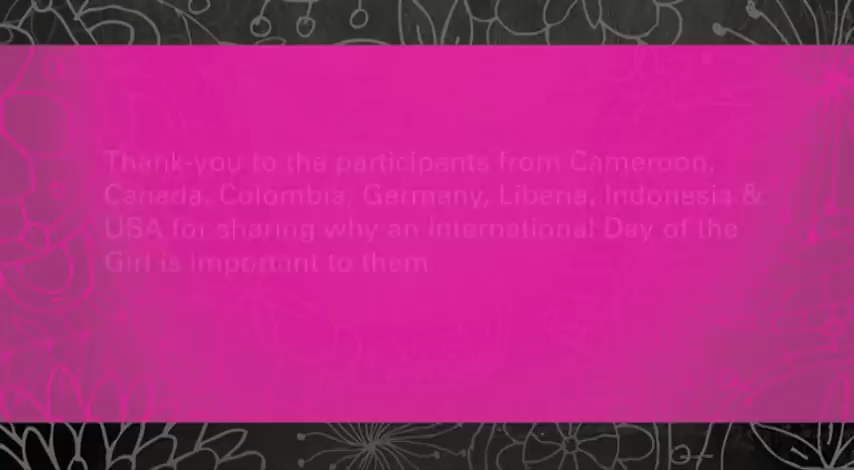 Thank-you to the participants from Cameroon,
Canada, Colombia, Germany, Liberia, Indonesia &
USA for sharing why an International Day of the
Girl is important to them